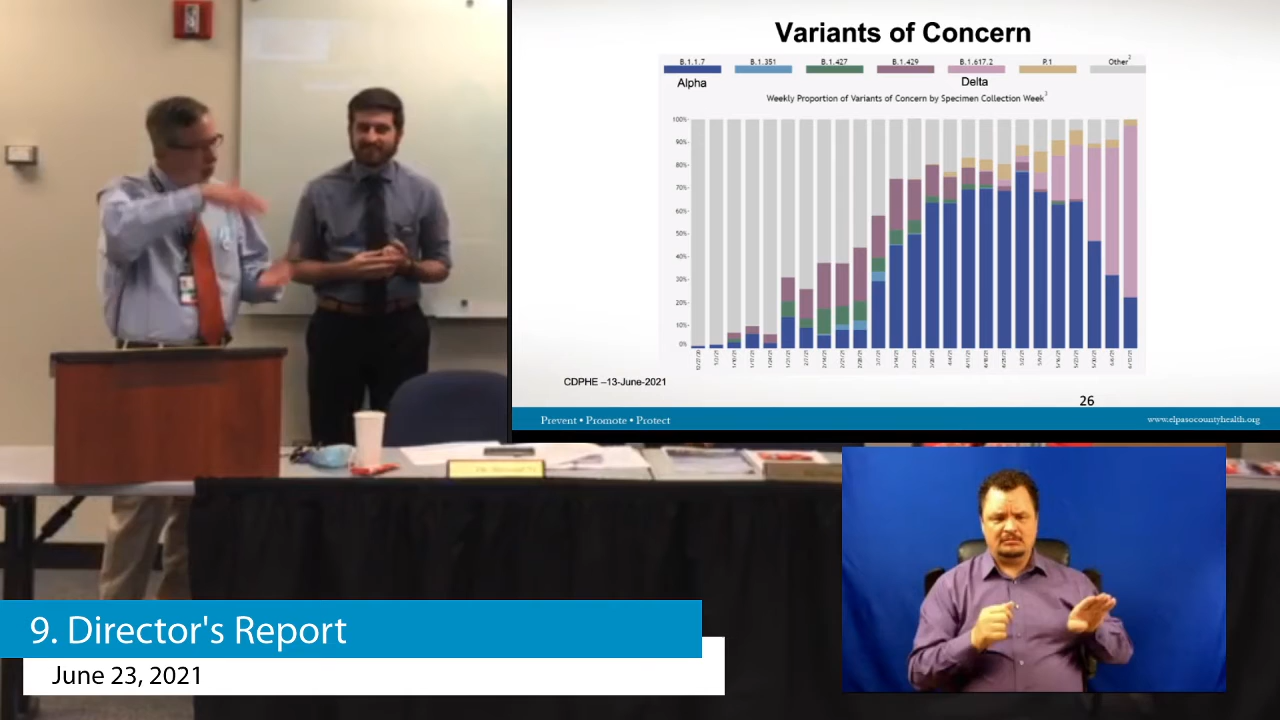 Variants of Concern
B.1.1.7 B.1.351 B.1.427 B.1.429 B.1.617.2 P.1 Other²
Alpha Delta
Weekly Proportion of Variants of Concern by Specimen Collection Week³
100%
90%
80%
70%
60%
50%
40%
30%
20%
10%
0%
CDPHE –13-June-2021
26
Prevent • Promote • Protect www.elpasocountyhealth.org
9. Director's Report
June 23, 2021